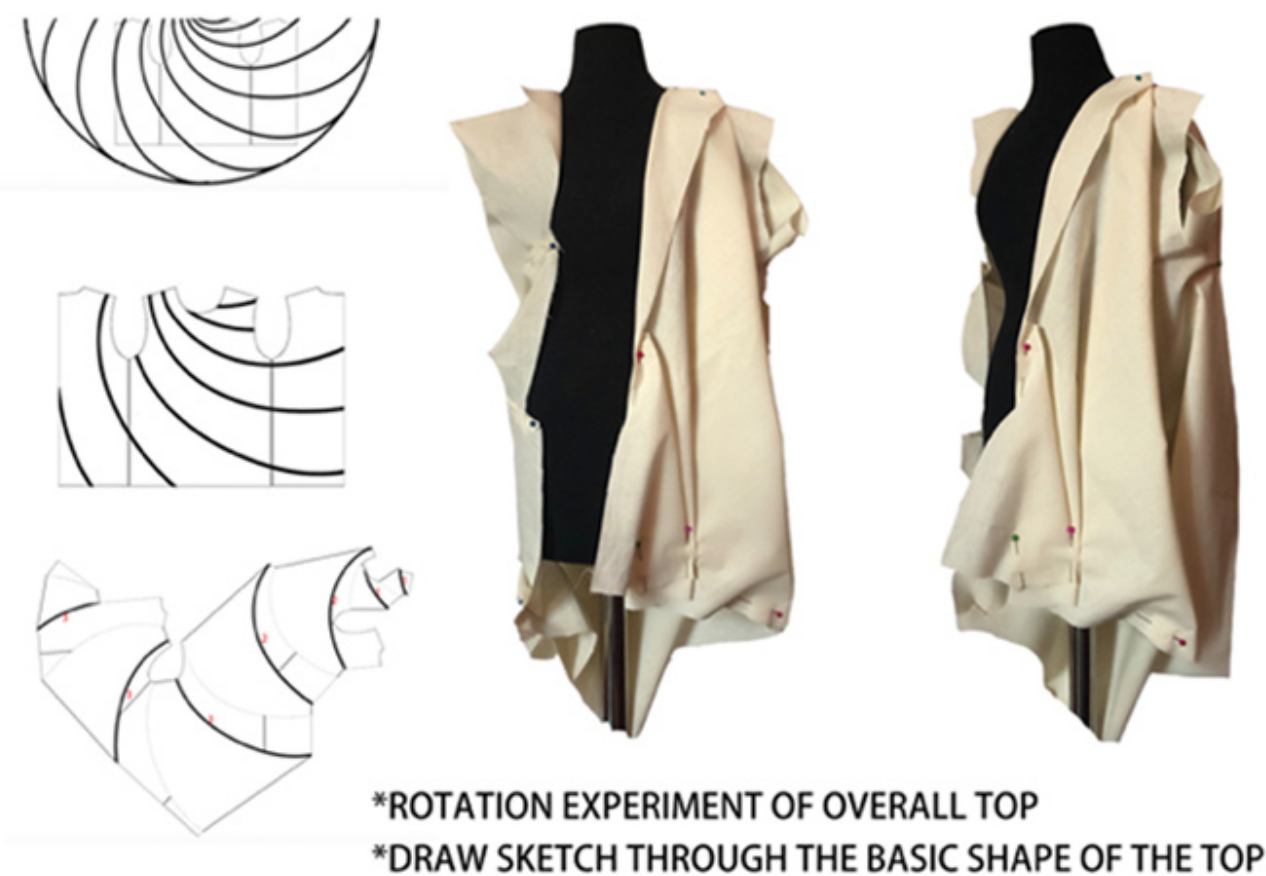 *ROTATION EXPERIMENT OF OVERALL TOP
*DRAW SKETCH THROUGH THE BASIC SHAPE OF THE TOP